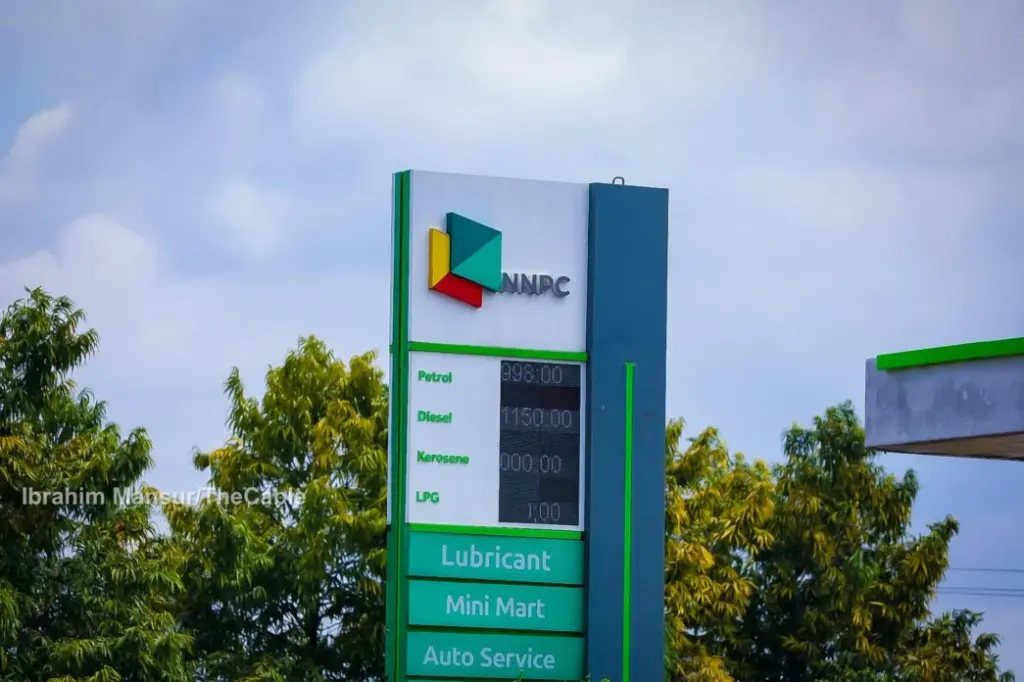 NNPC
Petrol 998:00
Diesel 1150:00
Kerosene 000:00
LPG 1;00
Lubricant
Mini Mart
Auto Service
Ibrahim Mansur/TheCable